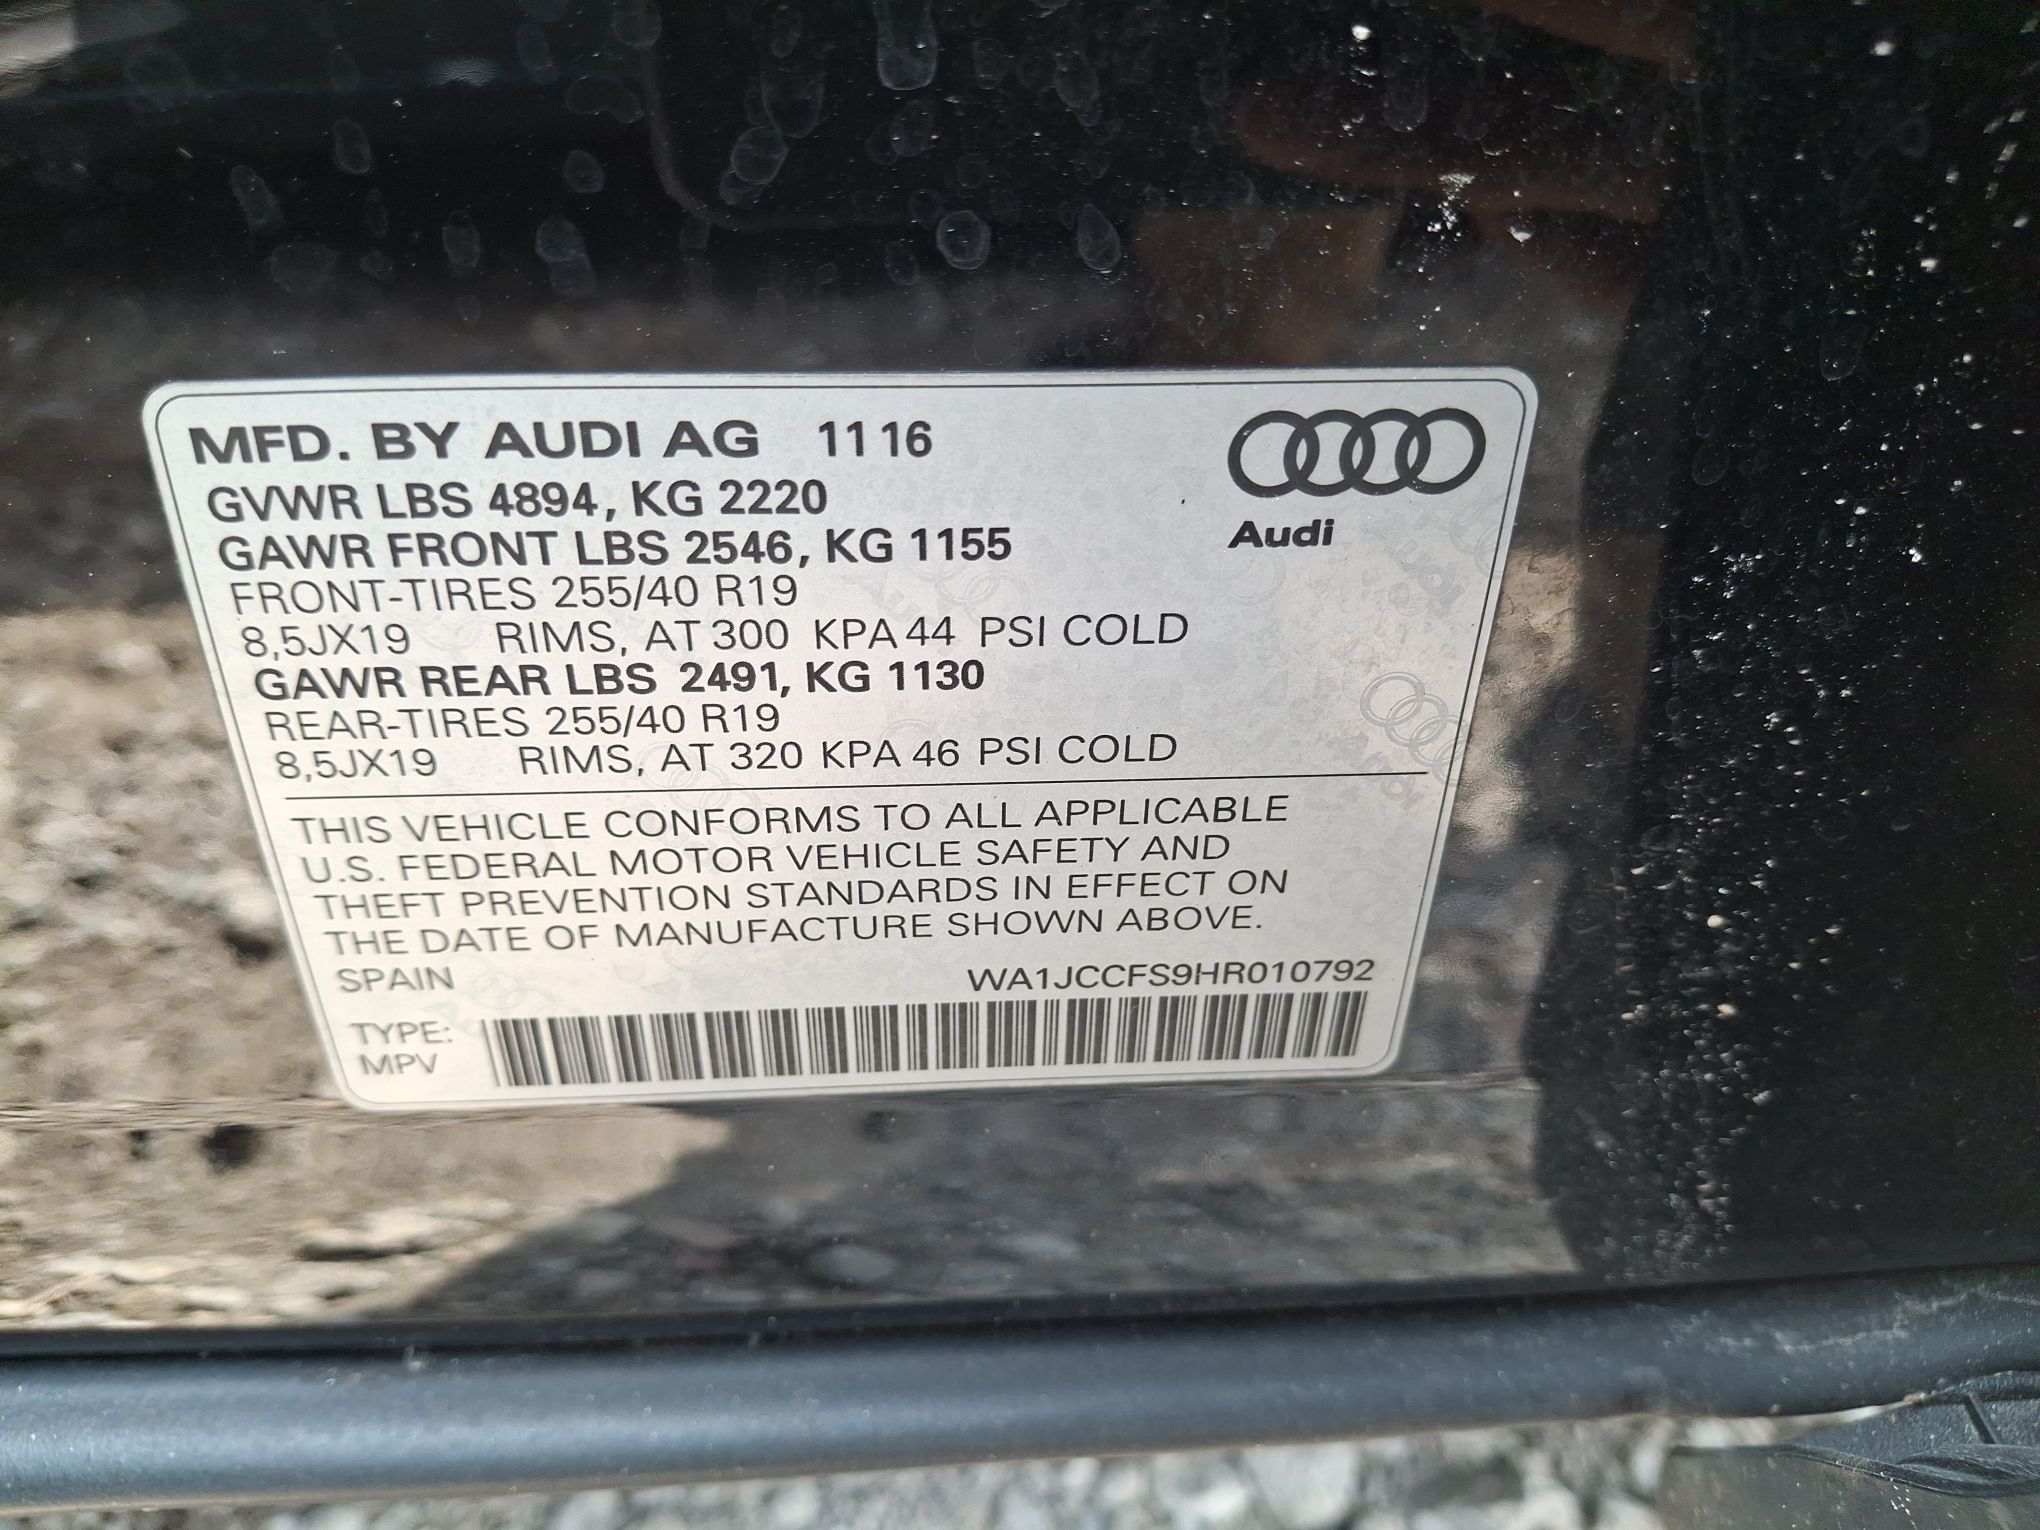 MFD. BY AUDI AG 11 16
GVWR LBS 4894, KG 2220
GAWR FRONT LBS 2546, KG 1155
Audi
FRONT-TIRES 255/40 R19
8,5JX19 RIMS, AT 300 KPA 44 PSI COLD
GAWR REAR LBS 2491, KG 1130
REAR-TIRES 255/40 R19
8,5JX19 RIMS, AT 320 KPA 46 PSI COLD
THIS VEHICLE CONFORMS TO ALL APPLICABLE
U.S. FEDERAL MOTOR VEHICLE SAFETY AND
THEFT PREVENTION STANDARDS IN EFFECT ON
THE DATE OF MANUFACTURE SHOWN ABOVE.
SPAIN WA1JCCFS9HR010792
TYPE:
MPV